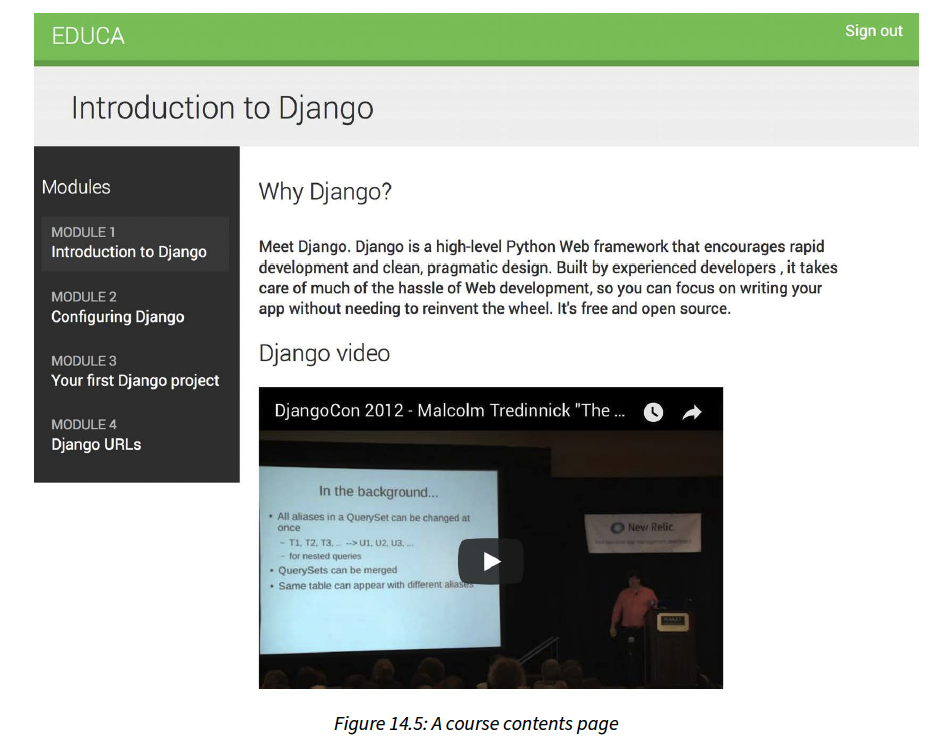 EDUCA
Sign out
Introduction to Django
Modules
MODULE 1
Introduction to Django
MODULE 2
Configuring Django
MODULE 3
Your first Django project
MODULE 4
Django URLs
Why Django?
Meet Django. Django is a high-level Python Web framework that encourages rapid
development and clean, pragmatic design. Built by experienced developers , it takes
care of much of the hassle of Web development, so you can focus on writing your
app without needing to reinvent the wheel. It's free and open source.
Django video
DjangoCon 2012 - Malcolm Tredinnick "The ...
In the background...
• All aliases in a QuerySet can be changed at
once
– T1, T2, T3, ... --> U1, U2, U3, ...
– for nested queries
• QuerySets can be merged
• Same table can appear with different aliases
New Relic.
Figure 14.5: A course contents page